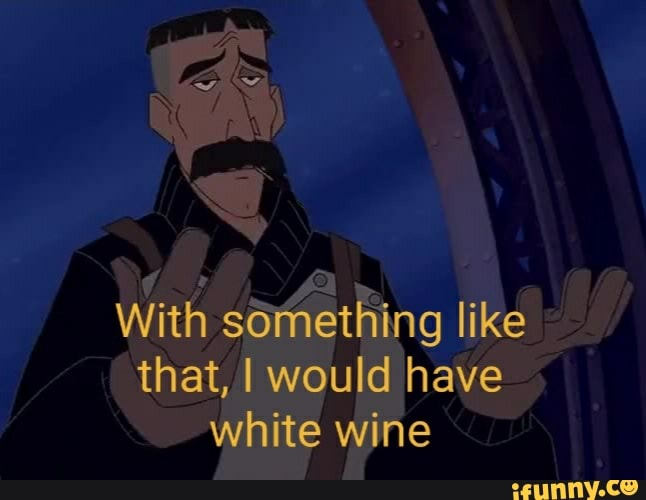 With something like
that, I would have
white wine
ifunny.co